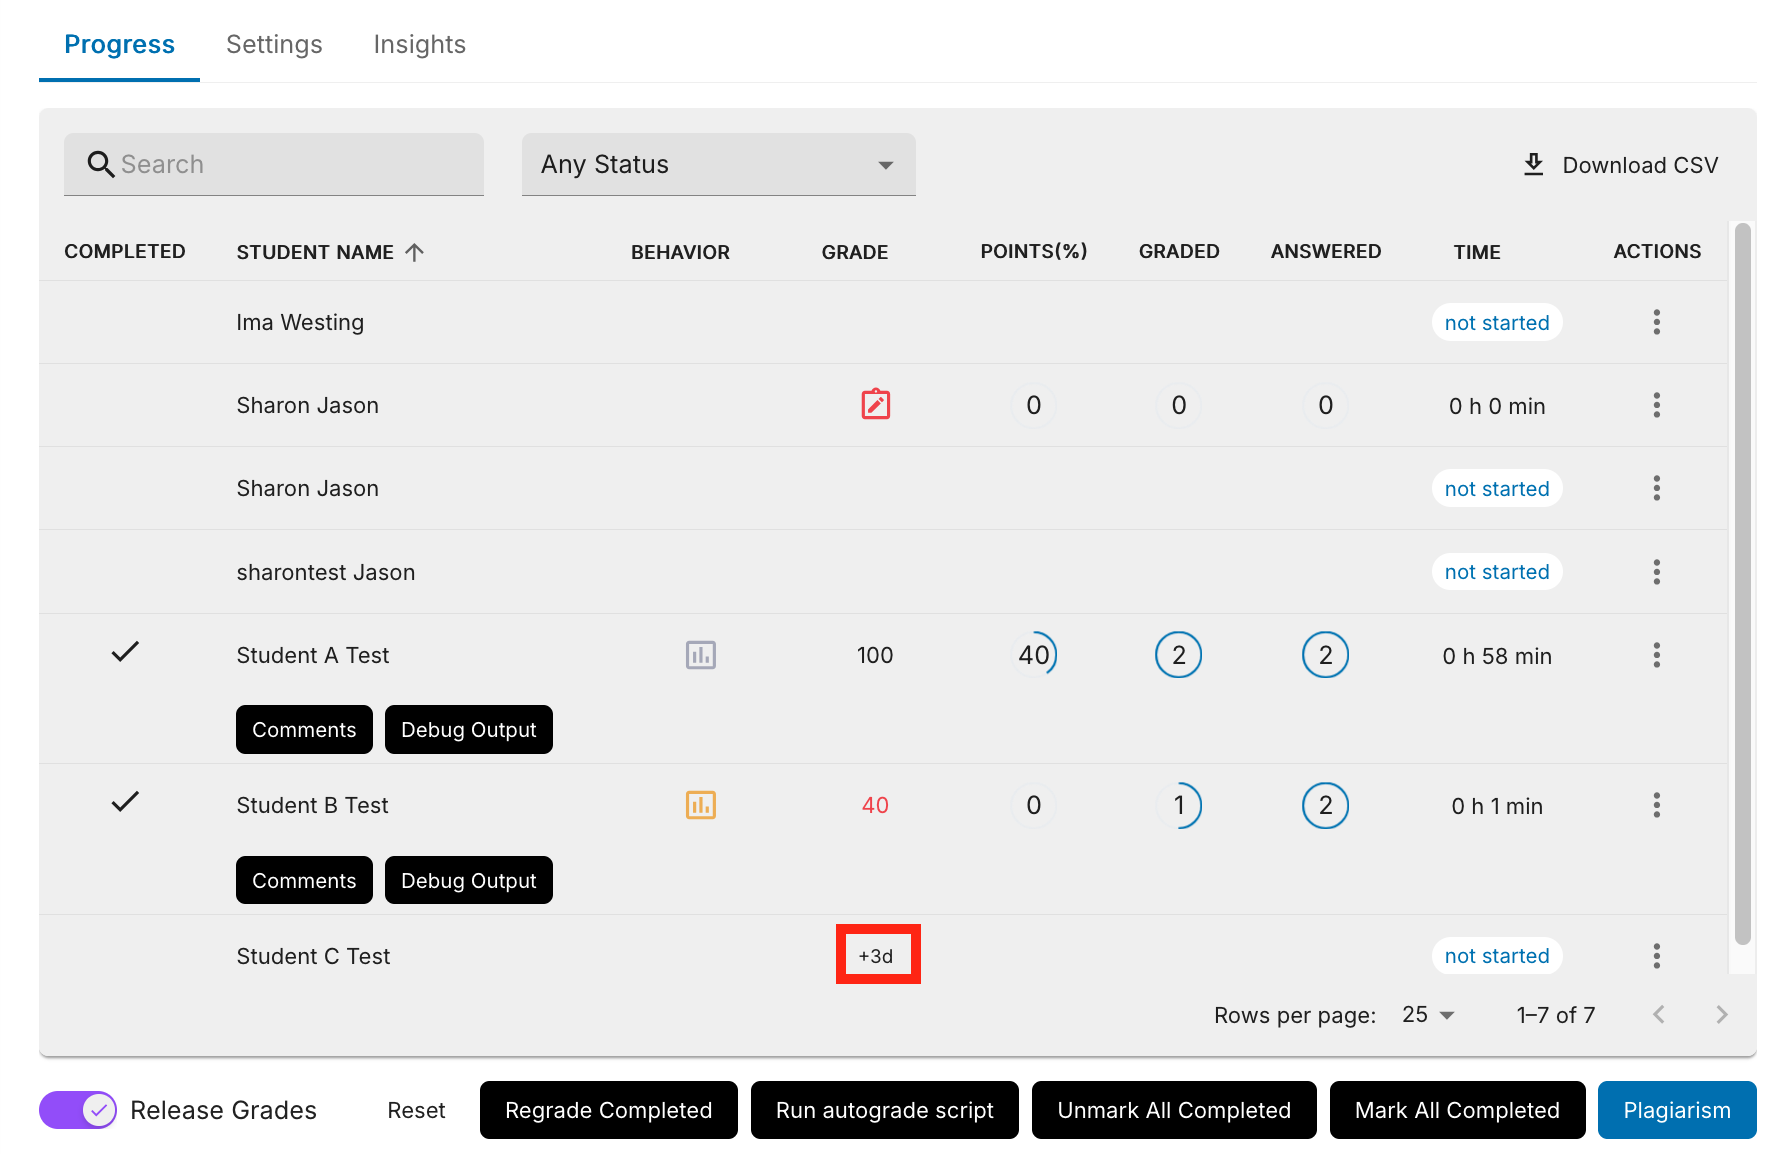 Progress Settings Insights
Search Any Status Download CSV
COMPLETED STUDENT NAME BEHAVIOR GRADE POINTS(%) GRADED ANSWERED TIME ACTIONS
Ima Westing not started
Sharon Jason 0 0 0 0 h 0 min
Sharon Jason not started
sharontest Jason not started
Student A Test 100 40 2 2 0 h 58 min
Comments Debug Output
Student B Test 40 0 1 2 0 h 1 min
Comments Debug Output
Student C Test +3d not started
Rows per page: 25 1–7 of 7
Release Grades Reset Regrade Completed Run autograde script Unmark All Completed Mark All Completed Plagiarism